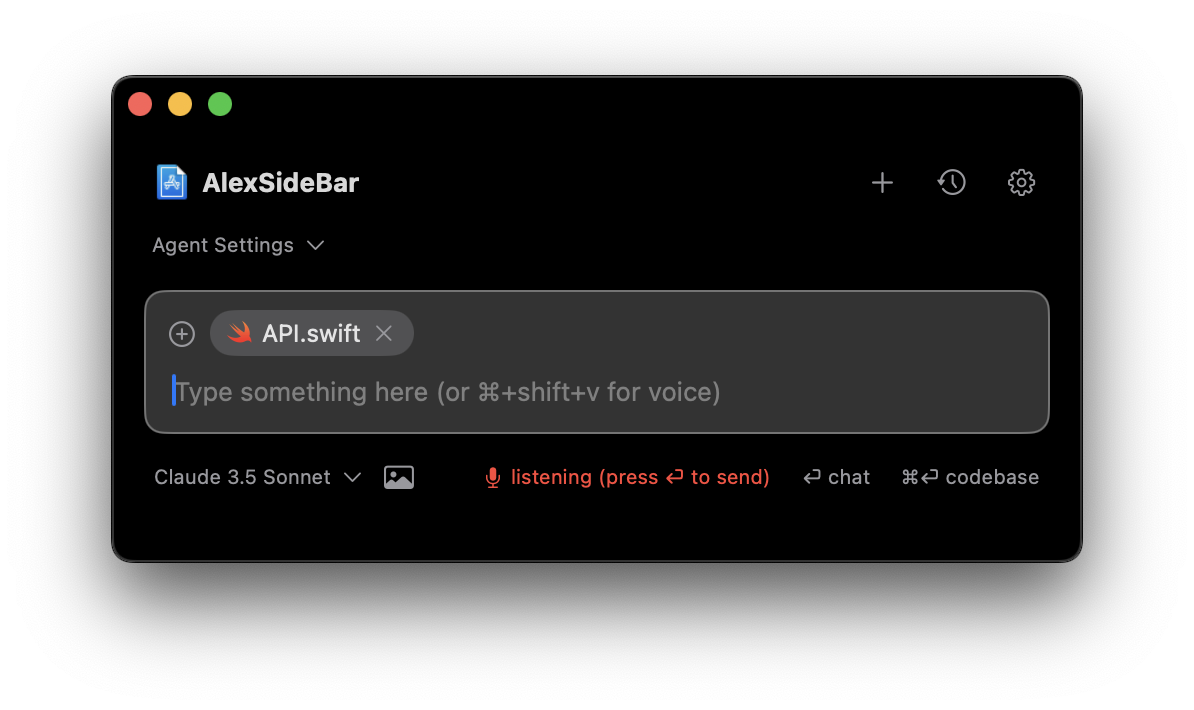 AlexSideBar
Agent Settings
API.swift
Type something here (or ⌘+shift+v for voice)
Claude 3.5 Sonnet listening (press ⏎ to send) ⏎ chat ⌘⏎ codebase